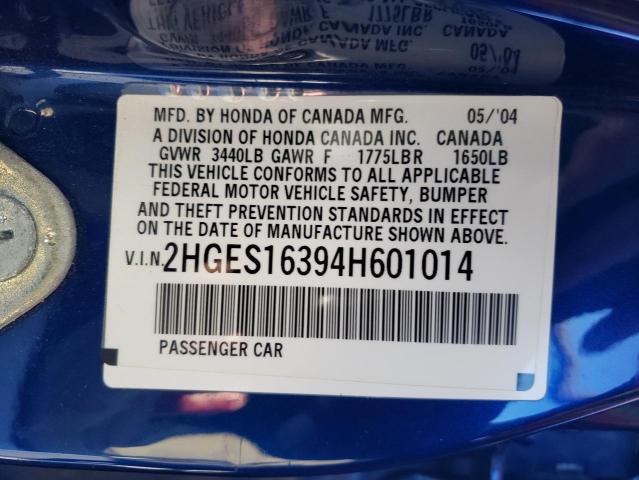 MFD. BY HONDA OF CANADA MFG. 05/'04
A DIVISION OF HONDA CANADA INC. CANADA
GVWR 3440LB GAWR F 1775LBR 1650LB
THIS VEHICLE CONFORMS TO ALL APPLICABLE
FEDERAL MOTOR VEHICLE SAFETY, BUMPER
AND THEFT PREVENTION STANDARDS IN EFFECT
ON THE DATE OF MANUFACTURE SHOWN ABOVE.
V.I.N. 2HGES16394H601014
PASSENGER CAR